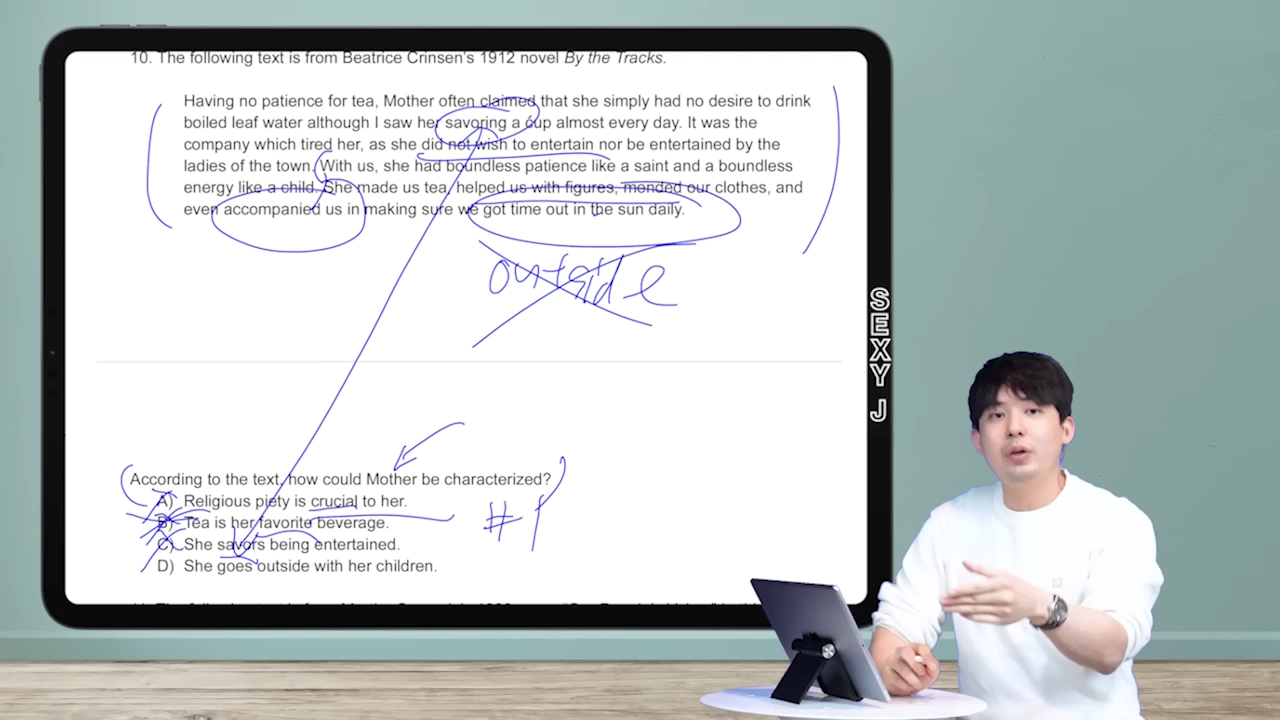 10. The following text is from Beatrice Crinsen's 1912 novel By the Tracks.
Having no patience for tea, Mother often claimed that she simply had no desire to drink
boiled leaf water although I saw her savoring a cup almost every day. It was the
company which tired her, as she did not wish to entertain nor be entertained by the
ladies of the town. With us, she had boundless patience like a saint and a boundless
energy like a child. She made us tea, helped us with figures, mended our clothes, and
even accompanied us in making sure we got time out in the sun daily.
outside
According to the text, how could Mother be characterized?
A) Religious piety is crucial to her.
B) Tea is her favorite beverage.
#1
C) She savors being entertained.
D) She goes outside with her children.
SEXY J